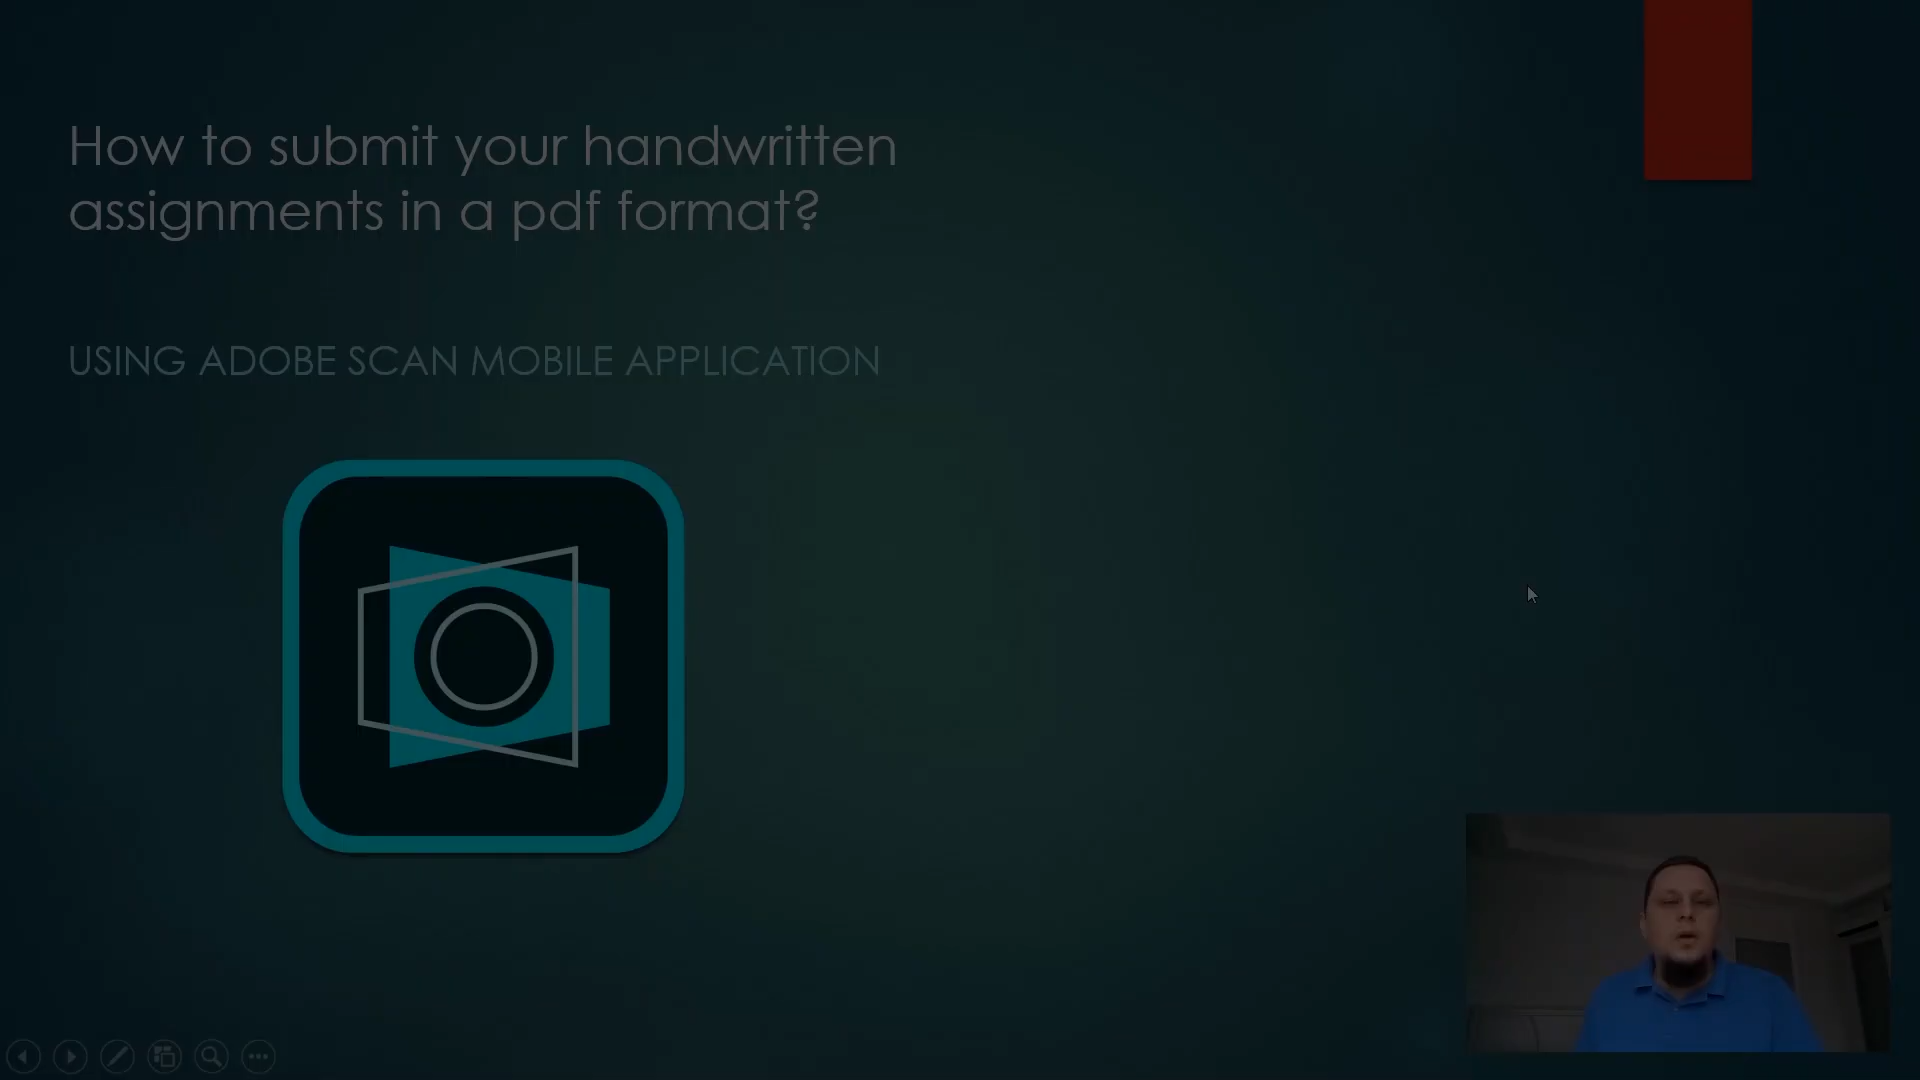 How to submit your handwritten
assignments in a pdf format?
USING ADOBE SCAN MOBILE APPLICATION